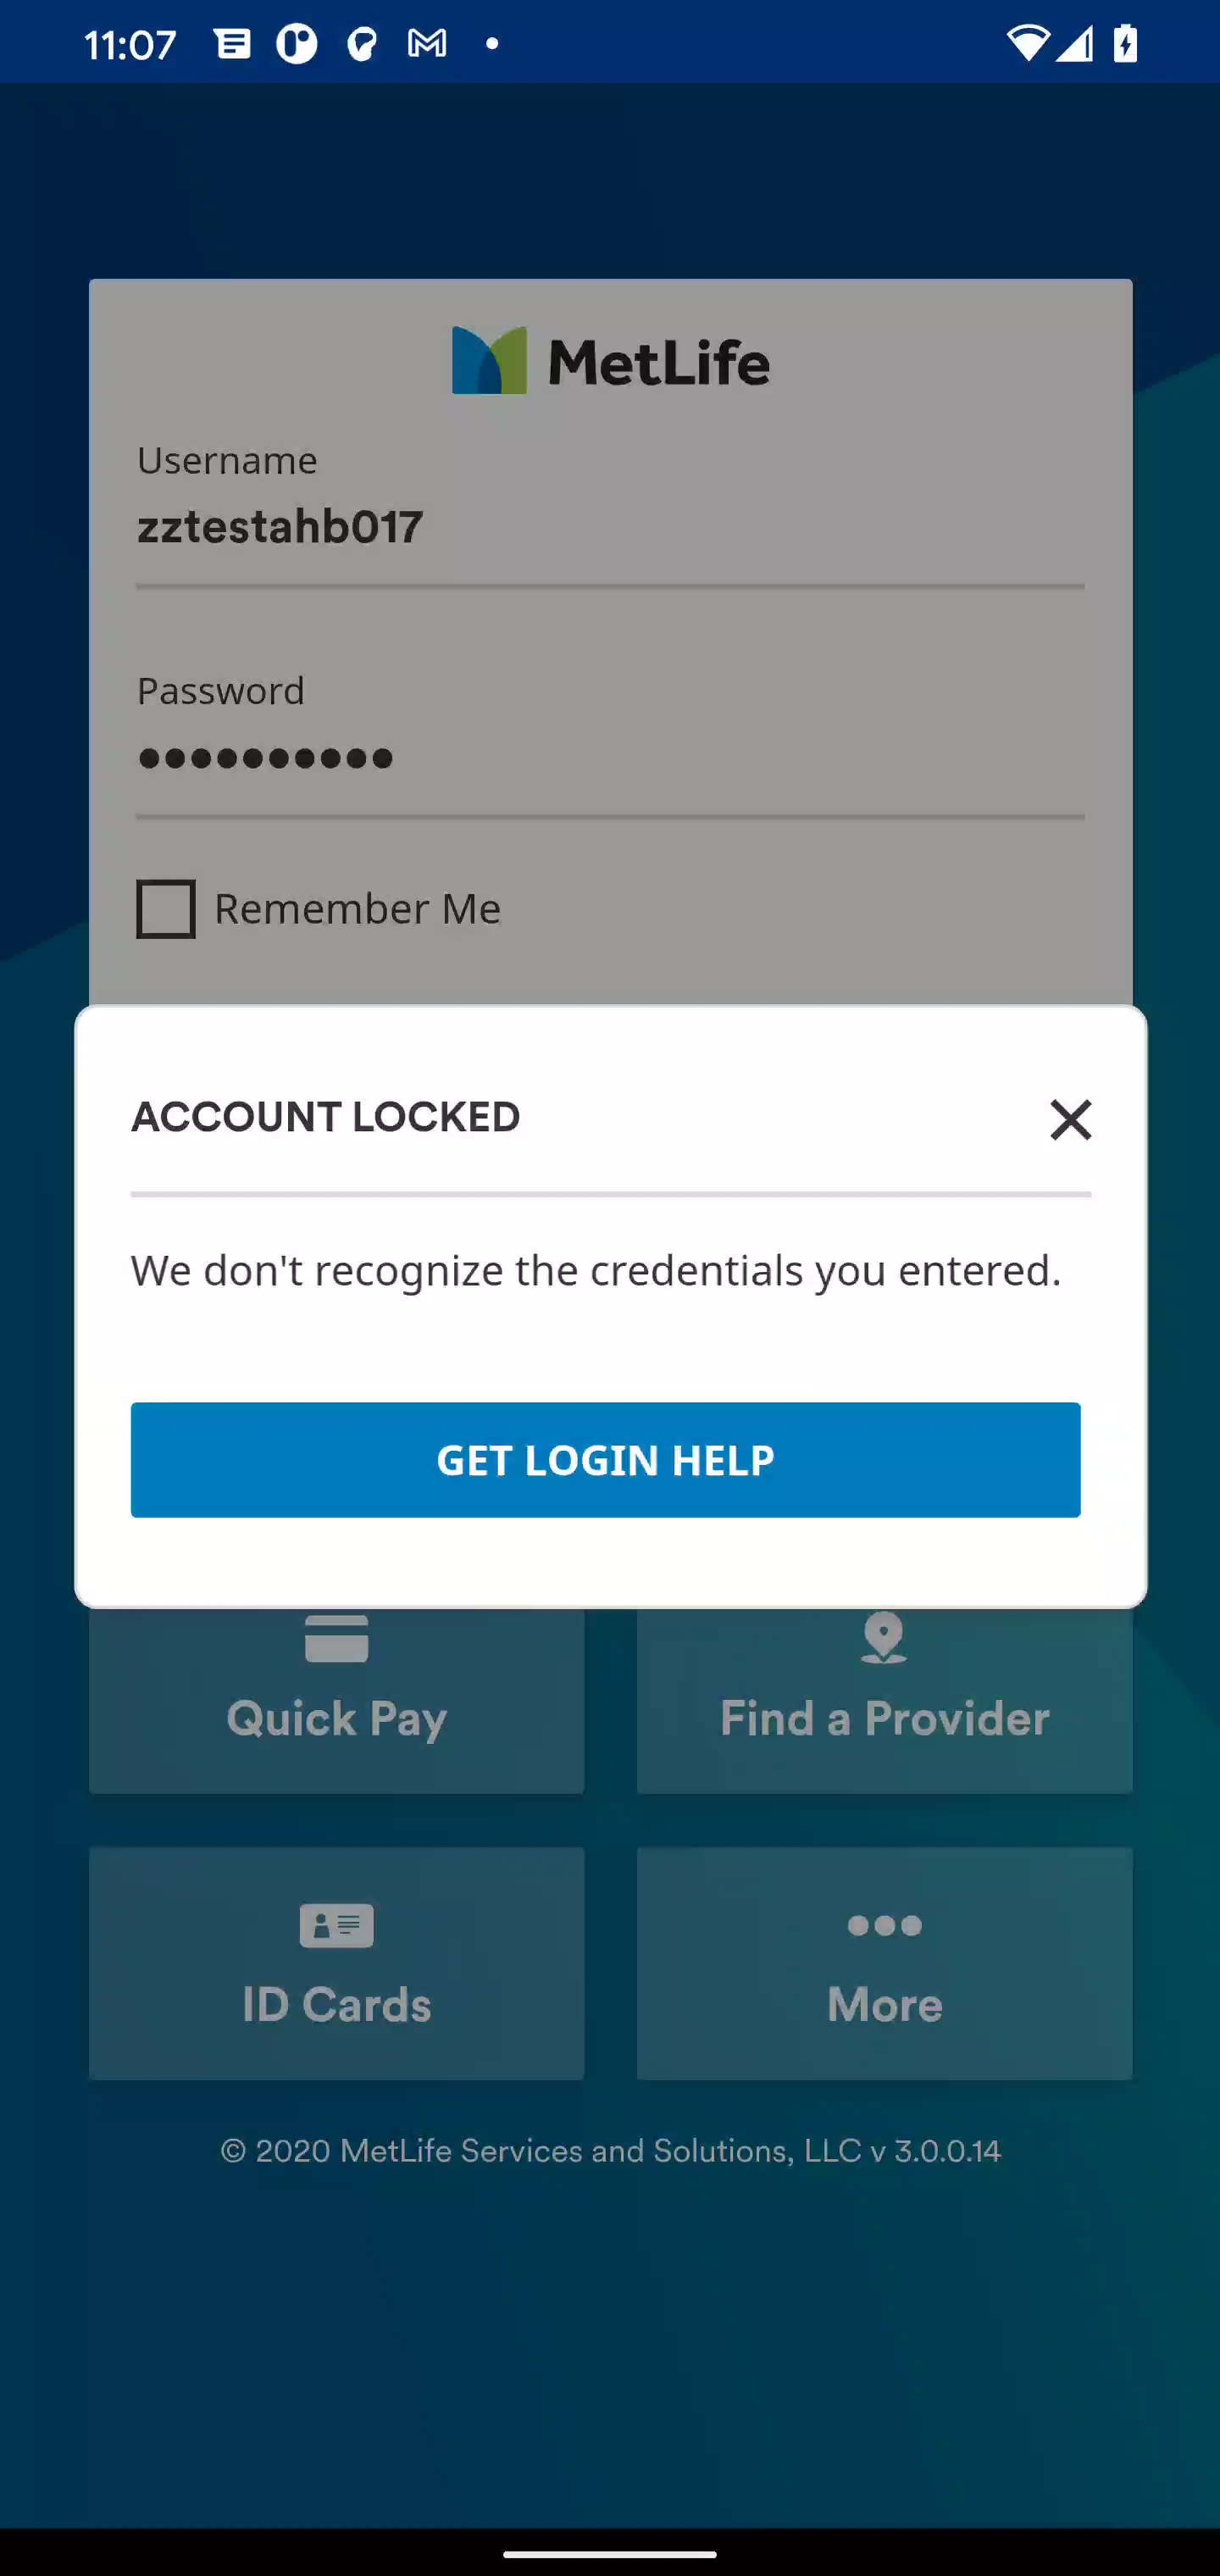 11:07
MetLife
Username
zztestahb017
Password
••••••••••
Remember Me
ACCOUNT LOCKED
We don't recognize the credentials you entered.
GET LOGIN HELP
Quick Pay
Find a Provider
ID Cards
More
© 2020 MetLife Services and Solutions, LLC v 3.0.0.14